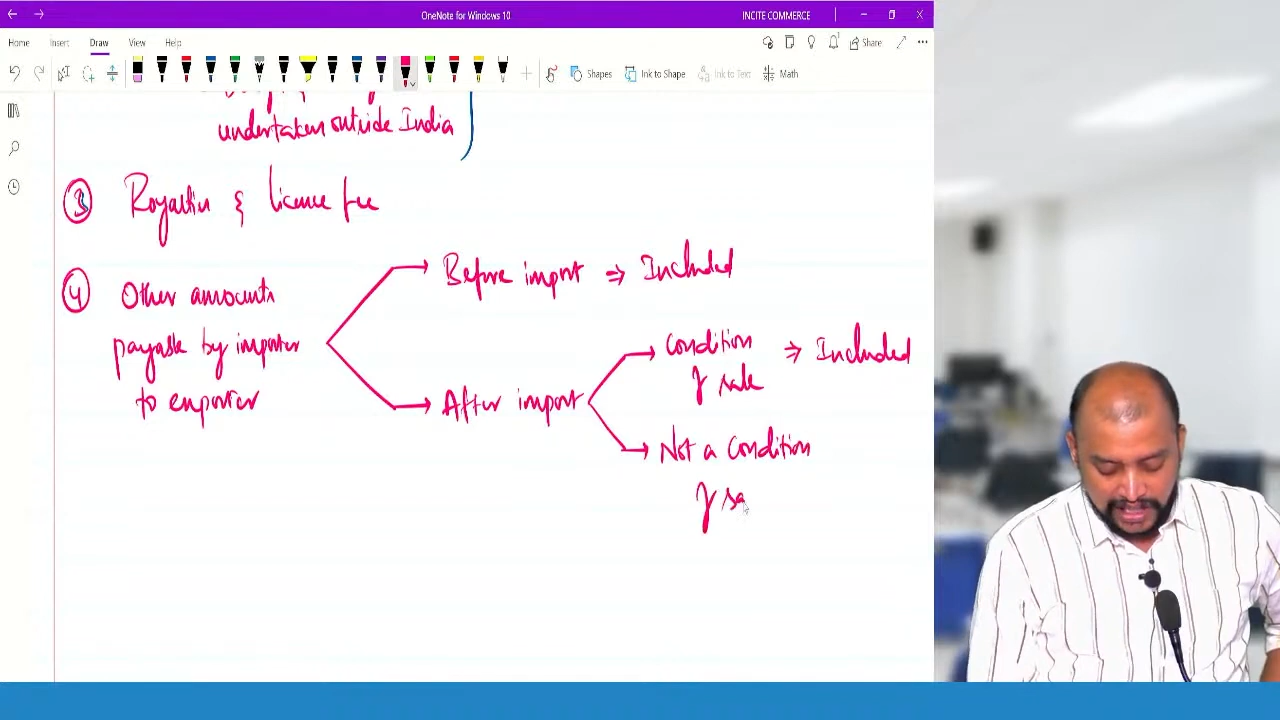 OneNote for Windows 10
INCITE COMMERCE
Home Insert Draw View Help
Share
Shapes Ink to Shape Ink to Text Math
undertaken outside India
3 Royalties & licence fee
4 Other amounts
payable by importer
to exporter
Before import ⇒ Included
After import
Condition
of sale
⇒ Included
Not a condition
of sa